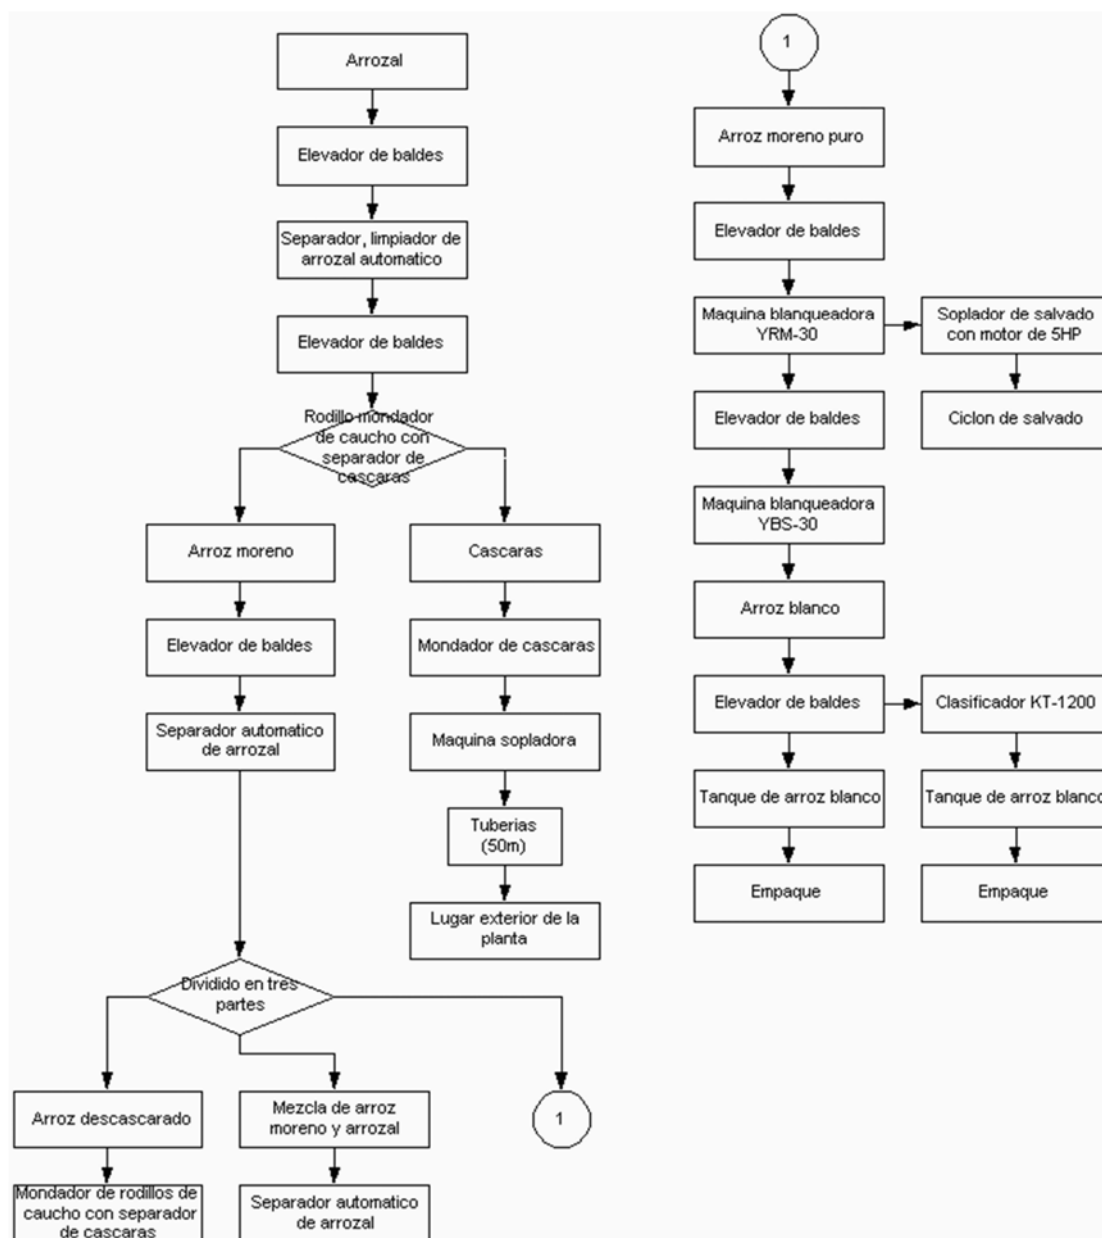 Arrozal
Elevador de baldes
Separador, limpiador de
arrozal automatico
Elevador de baldes
Rodillo mondador
de caucho con
separador de
cascaras
Arroz moreno
Elevador de baldes
Separador automatico
de arrozal
Cascaras
Mondador de cascaras
Maquina sopladora
Tuberias
(50m)
Lugar exterior de la
planta
Dividido en tres
partes
Arroz descascarado
Mondador de rodillos de
caucho con separador
de cascaras
Mezcla de arroz
moreno y arrozal
Separador automatico
de arrozal
1
1
Arroz moreno puro
Elevador de baldes
Maquina blanqueadora
YRM-30
Soplador de salvado
con motor de 5HP
Ciclon de salvado
Elevador de baldes
Maquina blanqueadora
YBS-30
Arroz blanco
Elevador de baldes
Tanque de arroz blanco
Empaque
Clasificador KT-1200
Tanque de arroz blanco
Empaque